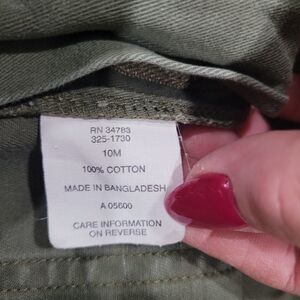 RN 34783
325-1730
10M
100% COTTON
MADE IN BANGLADESH
A 05600
CARE INFORMATION
ON REVERSE